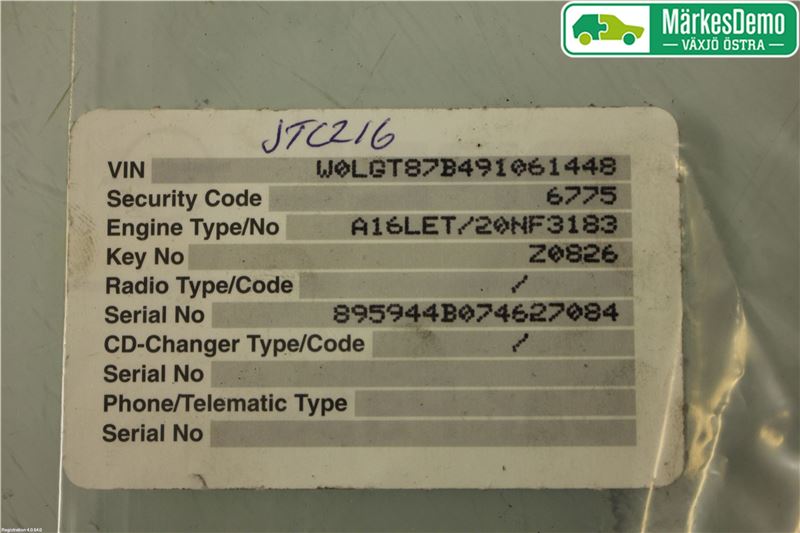 MärkesDemo
VÄXJÖ ÖSTRA
JTC216
VIN W0LGT87B491061448
Security Code 6775
Engine Type/No A16LET/20NF3183
Key No Z0826
Radio Type/Code /
Serial No 895944B074627084
CD-Changer Type/Code /
Serial No
Phone/Telematic Type
Serial No